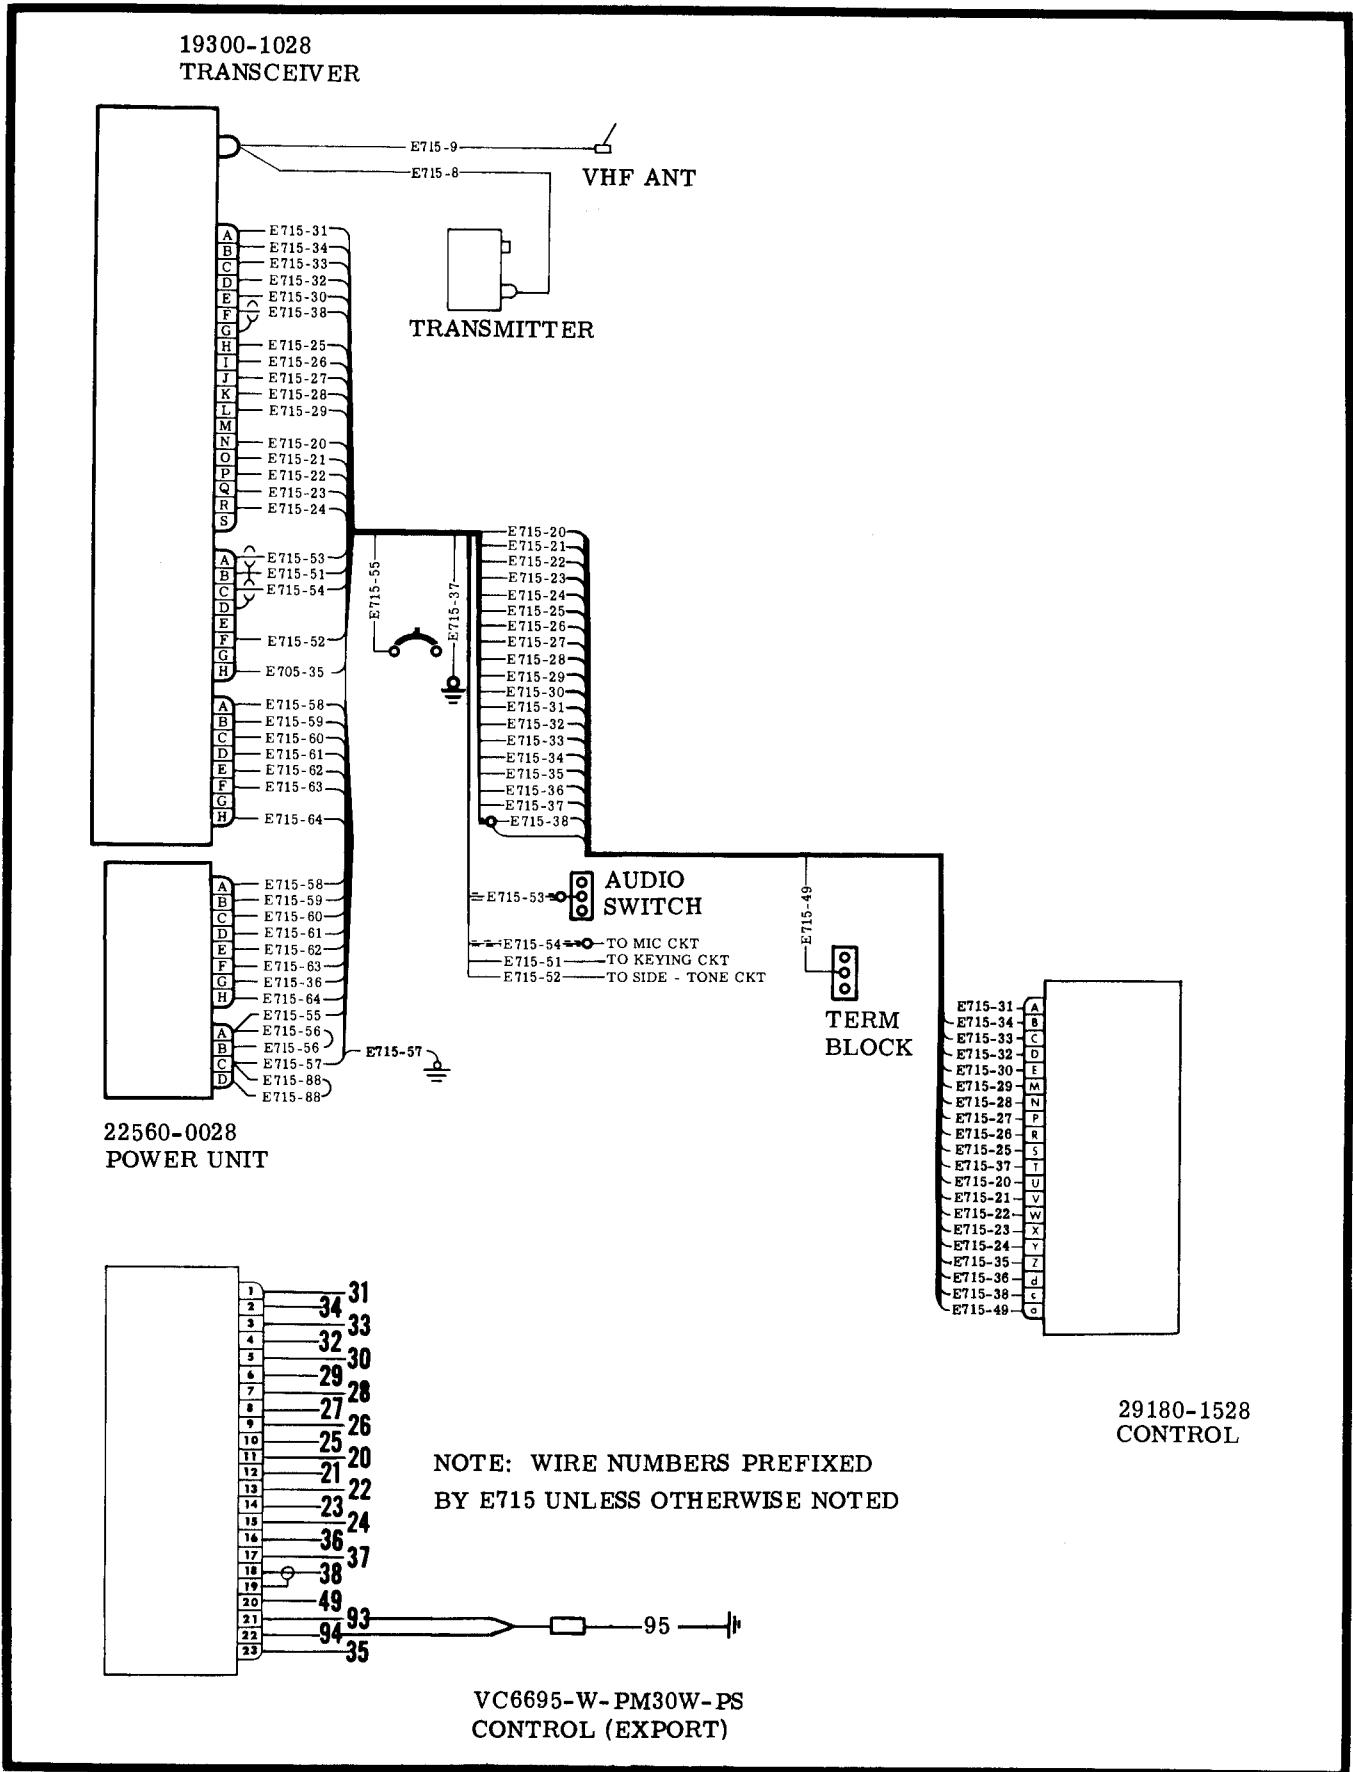 19300-1028
TRANSCEIVER
E715-9
E715-8
VHF ANT
TRANSMITTER
A E715-31
B E715-34
C E715-33
D E715-32
E E715-30
F E715-38
G
H E715-25
I E715-26
J E715-27
K E715-28
L E715-29
M
N E715-20
O E715-21
P E715-22
Q E715-23
R E715-24
S
A E715-53
B E715-51
C E715-54
D
E
F E715-52
G
H E705-35
A E715-58
B E715-59
C E715-60
D E715-61
E E715-62
F E715-63
G
H E715-64
A E715-58
B E715-59
C E715-60
D E715-61
E E715-62
F E715-63
G E715-36
H E715-64
E715-55
A E715-56
B E715-56
C E715-57
D E715-88
E715-88
22560-0028
POWER UNIT
E715-57
E715-55
E715-37
E715-20
E715-21
E715-22
E715-23
E715-24
E715-25
E715-26
E715-27
E715-28
E715-29
E715-30
E715-31
E715-32
E715-33
E715-34
E715-35
E715-36
E715-37
E715-38
E715-53
AUDIO
SWITCH
E715-54 TO MIC CKT
E715-51 TO KEYING CKT
E715-52 TO SIDE - TONE CKT
E715-49
TERM
BLOCK
E715-31 A
E715-34 B
E715-33 C
E715-32 D
E715-30 E
E715-29 M
E715-28 N
E715-27 P
E715-26 R
E715-25 S
E715-37 T
E715-20 U
E715-21 V
E715-22 W
E715-23 X
E715-24 Y
E715-35 Z
E715-36 d
E715-38 c
E715-49 a
29180-1528
CONTROL
1 31
2 34
3 33
4 32
5 30
6 29
7 28
8 27
9 26
10 25
11 20
12 21
13 22
14 23
15 24
16 36
17 37
18 38
19
20 49
21 93
22 94
23 35
95
NOTE: WIRE NUMBERS PREFIXED
BY E715 UNLESS OTHERWISE NOTED
VC6695-W-PM30W-PS
CONTROL (EXPORT)